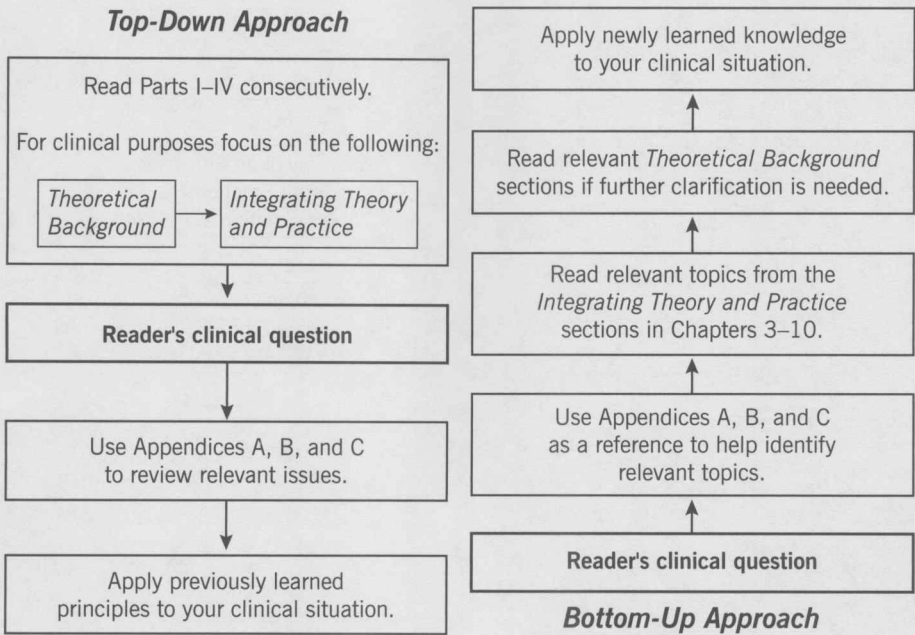 Top-Down Approach
Read Parts I–IV consecutively.
For clinical purposes focus on the following:
Theoretical
Background
Integrating Theory
and Practice
Reader's clinical question
Use Appendices A, B, and C
to review relevant issues.
Apply previously learned
principles to your clinical situation.
Apply newly learned knowledge
to your clinical situation.
Read relevant Theoretical Background
sections if further clarification is needed.
Read relevant topics from the
Integrating Theory and Practice
sections in Chapters 3–10.
Use Appendices A, B, and C
as a reference to help identify
relevant topics.
Reader's clinical question
Bottom-Up Approach